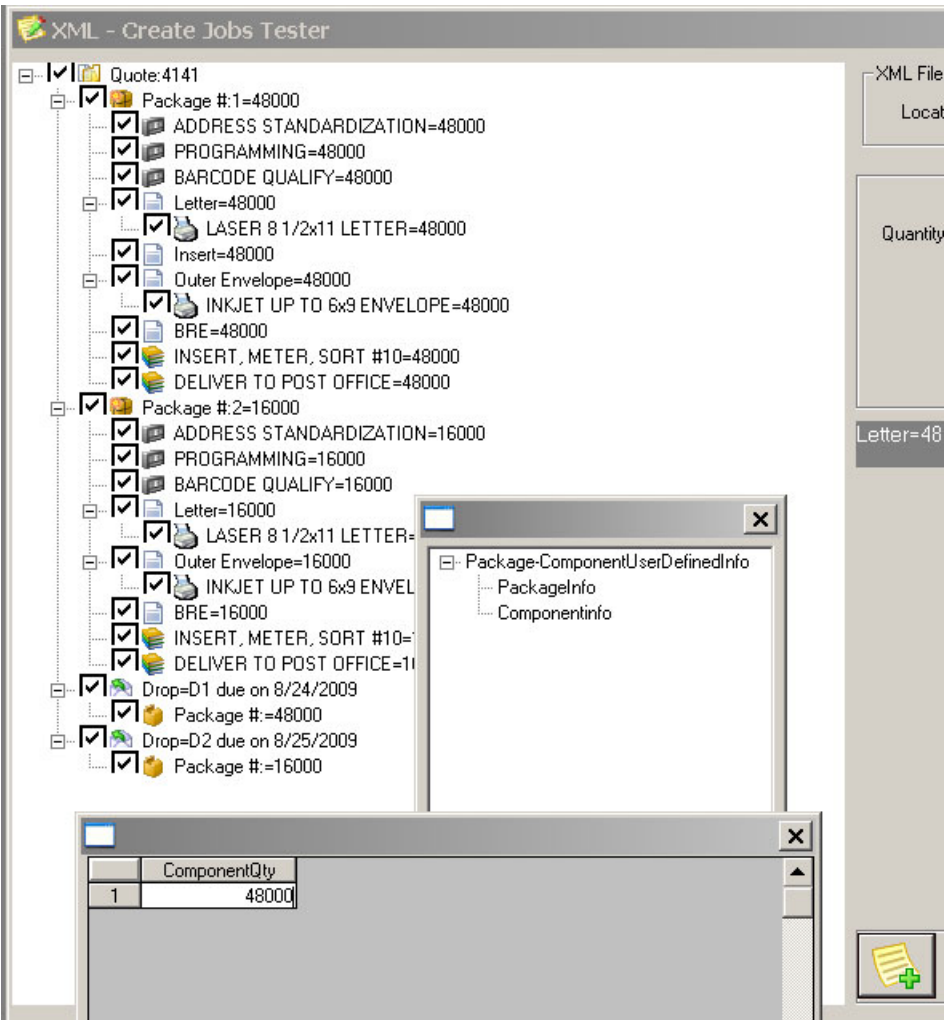 XML - Create Jobs Tester
Quote:4141
Package #:1=48000
ADDRESS STANDARDIZATION=48000
PROGRAMMING=48000
BARCODE QUALIFY=48000
Letter=48000
LASER 8 1/2x11 LETTER=48000
Insert=48000
Outer Envelope=48000
INKJET UP TO 6x9 ENVELOPE=48000
BRE=48000
INSERT, METER, SORT #10=48000
DELIVER TO POST OFFICE=48000
Package #:2=16000
ADDRESS STANDARDIZATION=16000
PROGRAMMING=16000
BARCODE QUALIFY=16000
Letter=16000
LASER 8 1/2x11 LETTER=
Outer Envelope=16000
INKJET UP TO 6x9 ENVEL
BRE=16000
INSERT, METER, SORT #10=
DELIVER TO POST OFFICE=1
Drop=D1 due on 8/24/2009
Package #:=48000
Drop=D2 due on 8/25/2009
Package #:=16000
XML File
Locat
Quantity
Letter=48
Package-ComponentUserDefinedInfo
PackageInfo
Componentinfo
ComponentQty
1 48000